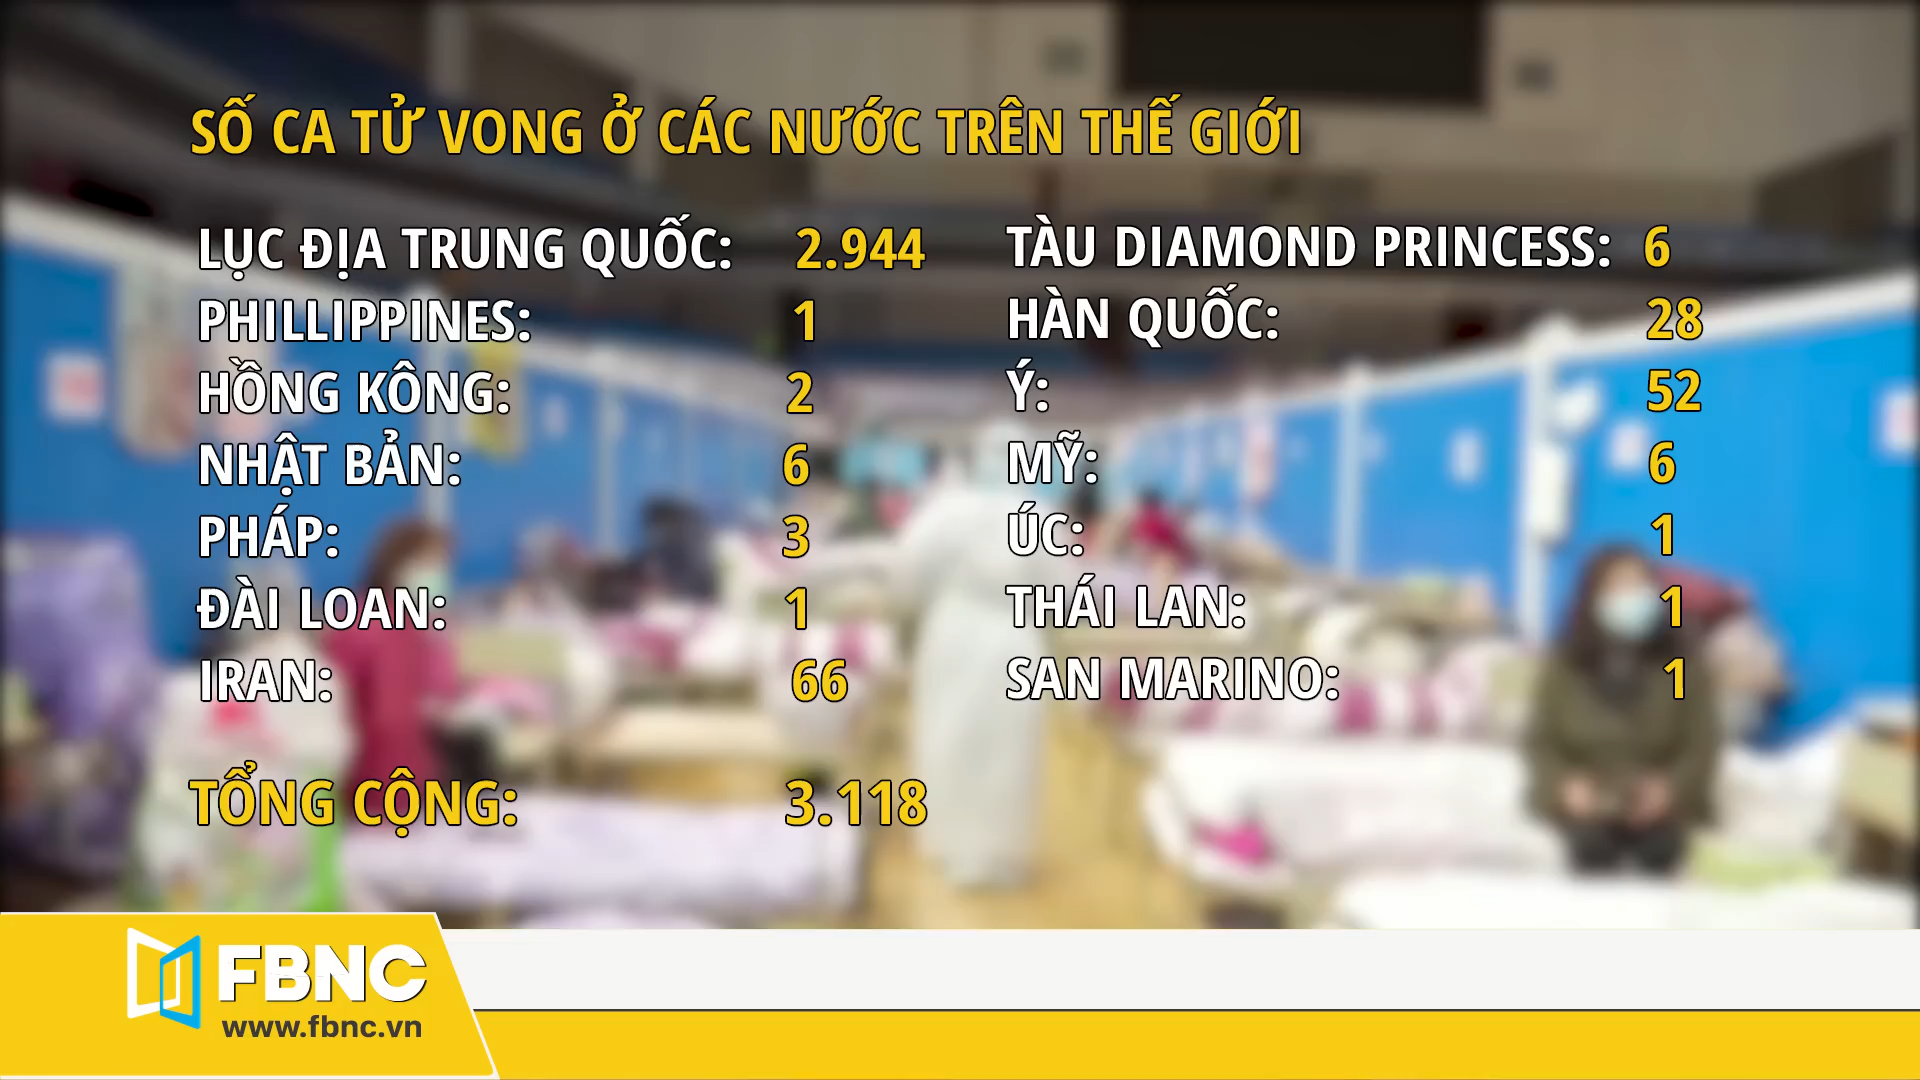 SỐ CA TỬ VONG Ở CÁC NƯỚC TRÊN THẾ GIỚI
LỤC ĐỊA TRUNG QUỐC: 2.944
PHILLIPPINES: 1
HỒNG KÔNG: 2
NHẬT BẢN: 6
PHÁP: 3
ĐÀI LOAN: 1
IRAN: 66
TÀU DIAMOND PRINCESS: 6
HÀN QUỐC: 28
Ý: 52
MỸ: 6
ÚC: 1
THÁI LAN: 1
SAN MARINO: 1
TỔNG CỘNG: 3.118
FBNC
www.fbnc.vn